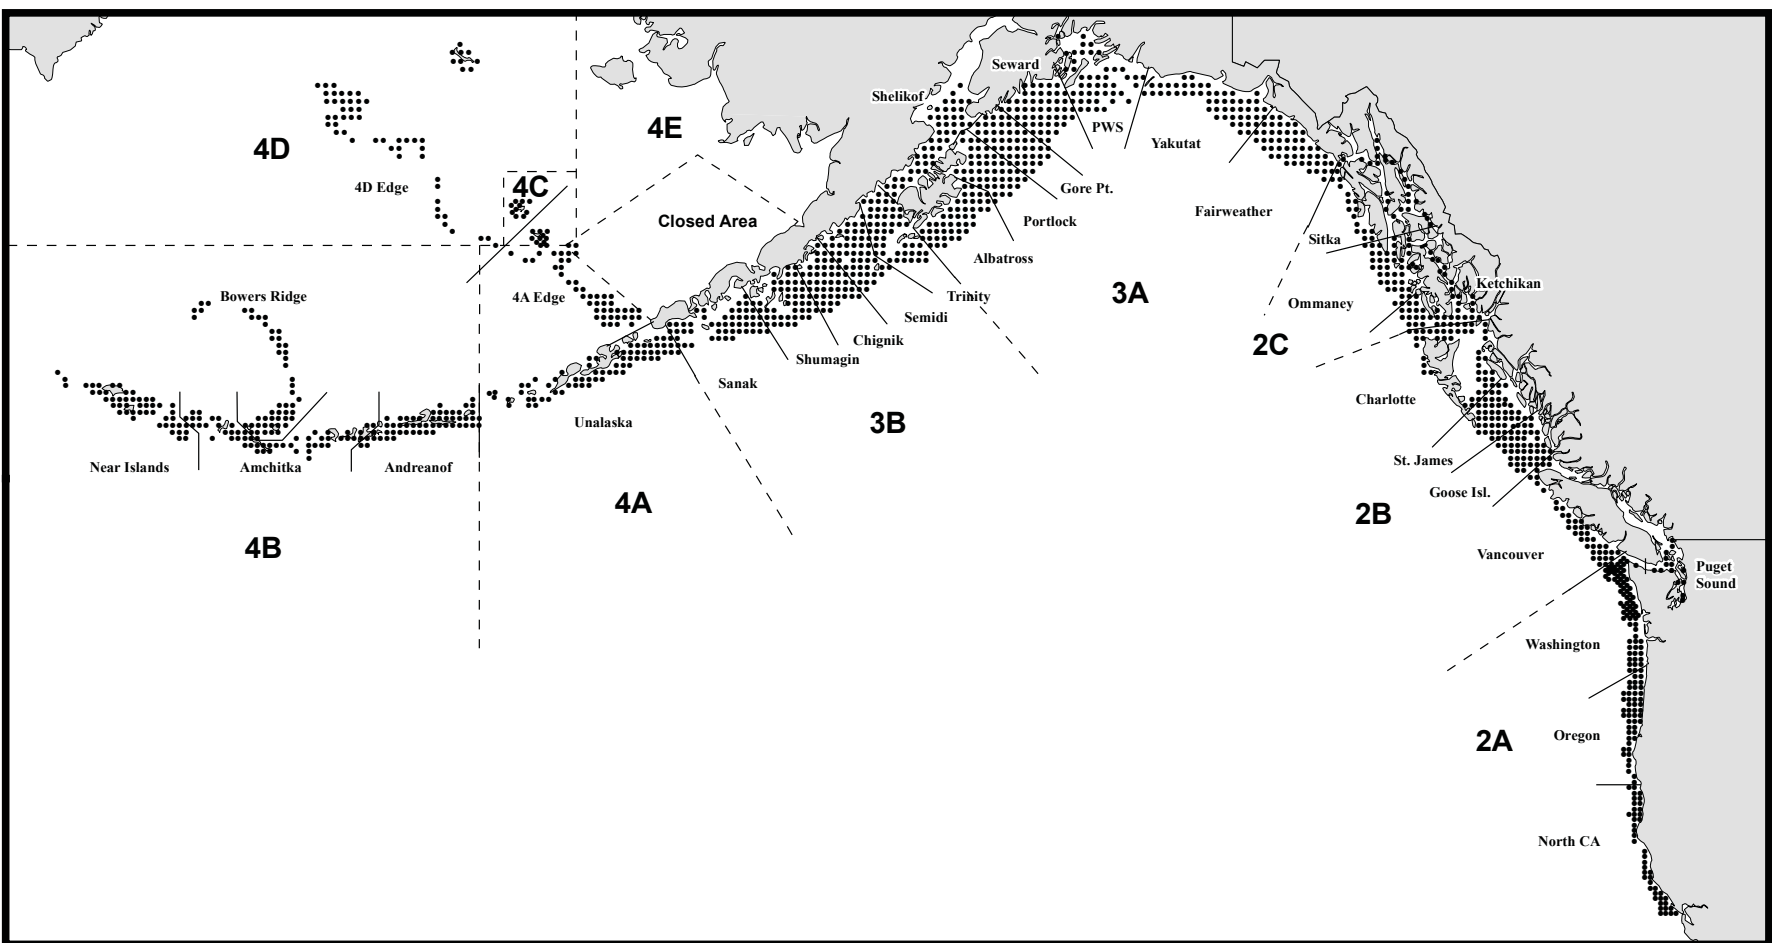 Seward
Shelikof
4E
PWS
4D
Yakutat
4D Edge
4C
Gore Pt.
Closed Area
Portlock
Fairweather
Sitka
Albatross
Ketchikan
3A
Bowers Ridge
4A Edge
Trinity
Ommaney
Semidi
Chignik
2C
Shumagin
Sanak
Charlotte
Unalaska
3B
St. James
Near Islands
Amchitka
Andreanof
Goose Isl.
4A
2B
4B
Vancouver
Puget
Sound
Washington
2A
Oregon
North CA